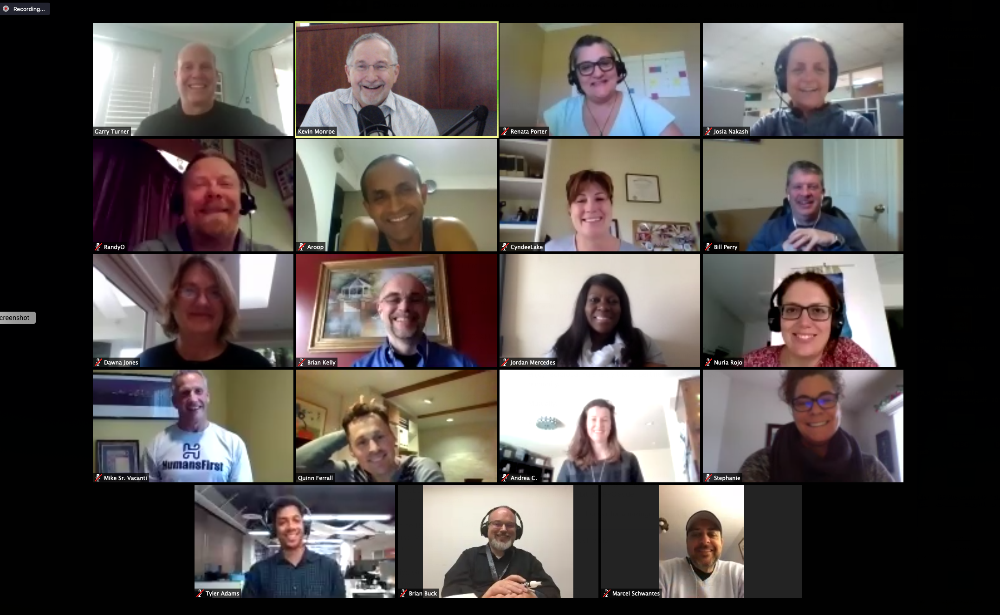 Recording...
Garry Turner
Kevin Monroe
Renata Porter
Josia Nakash
RandyO
Aroop
CyndeeLake
Bill Perry
creenshot
Dawna Jones
Brian Kelly
Jordan Mercedes
Nuria Rojo
HumansFirst
Mike Sr. Vacanti
Quinn Ferrall
Andrea C.
Stephanie
Tyler Adams
Brian Buck
Marcel Schwantes